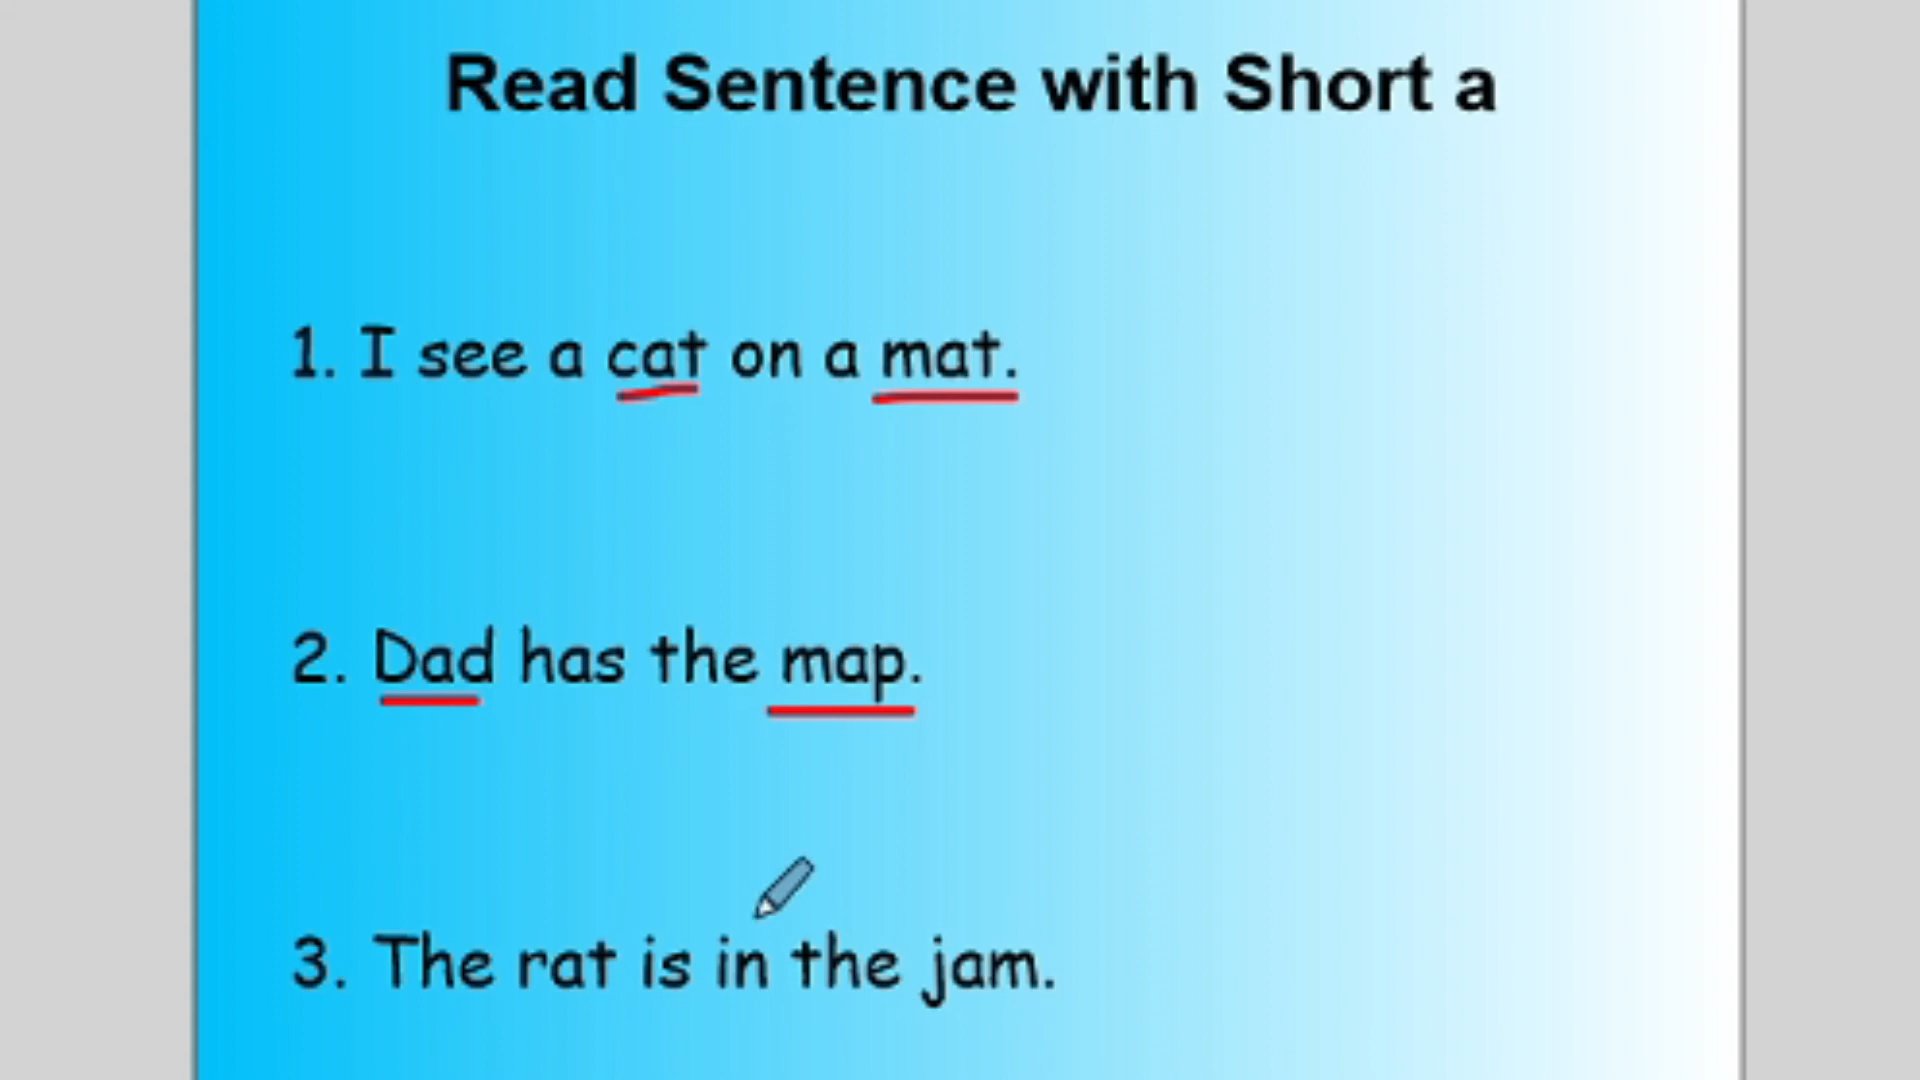 Read Sentence with Short a
1. I see a cat on a mat.
2. Dad has the map.
3. The rat is in the jam.